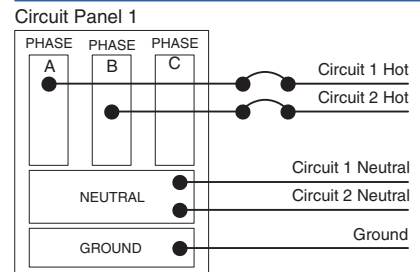 Circuit Panel 1
PHASE PHASE PHASE
A B C
Circuit 1 Hot
Circuit 2 Hot
Circuit 1 Neutral
NEUTRAL
Circuit 2 Neutral
Ground
GROUND